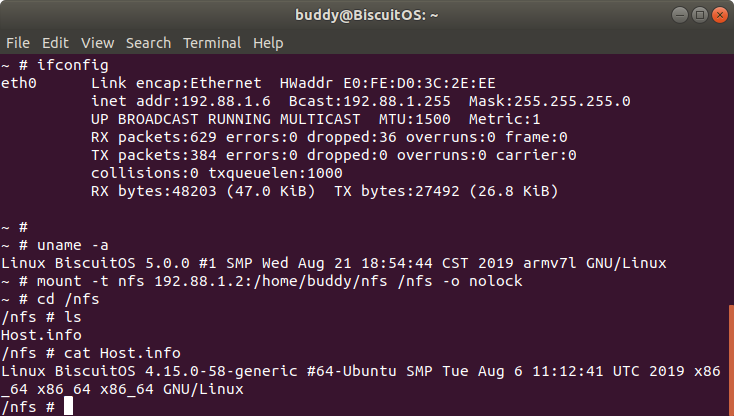 buddy@BiscuitOS: ~
File Edit View Search Terminal Help
~ # ifconfig
eth0      Link encap:Ethernet  HWaddr E0:FE:D0:3C:2E:EE
          inet addr:192.88.1.6  Bcast:192.88.1.255  Mask:255.255.255.0
          UP BROADCAST RUNNING MULTICAST  MTU:1500  Metric:1
          RX packets:629 errors:0 dropped:36 overruns:0 frame:0
          TX packets:384 errors:0 dropped:0 overruns:0 carrier:0
          collisions:0 txqueuelen:1000
          RX bytes:48203 (47.0 KiB)  TX bytes:27492 (26.8 KiB)
~ #
~ # uname -a
Linux BiscuitOS 5.0.0 #1 SMP Wed Aug 21 18:54:44 CST 2019 armv7l GNU/Linux
~ # mount -t nfs 192.88.1.2:/home/buddy/nfs /nfs -o nolock
~ # cd /nfs
/nfs # ls
Host.info
/nfs # cat Host.info
Linux BiscuitOS 4.15.0-58-generic #64-Ubuntu SMP Tue Aug 6 11:12:41 UTC 2019 x86
_64 x86_64 x86_64 GNU/Linux
/nfs #